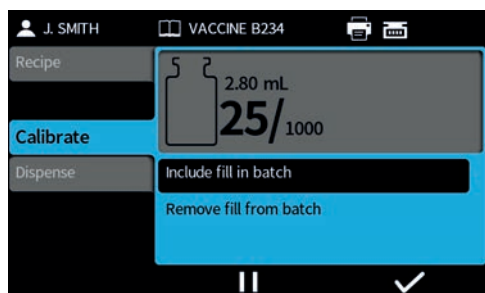 J. SMITH VACCINE B234
Recipe
2.80 mL
25/1000
Calibrate
Dispense
Include fill in batch
Remove fill from batch